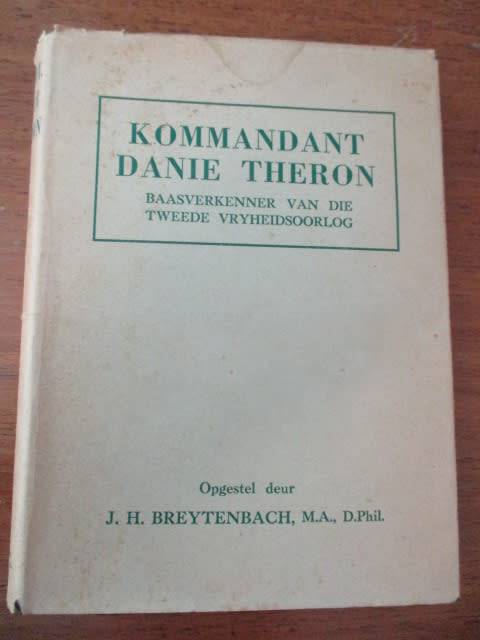 KOMMANDANT
DANIE THERON
BAASVERKENNER VAN DIE
TWEEDE VRYHEIDSOORLOG
Opgestel deur
J. H. BREYTENBACH, M.A., D.Phil.